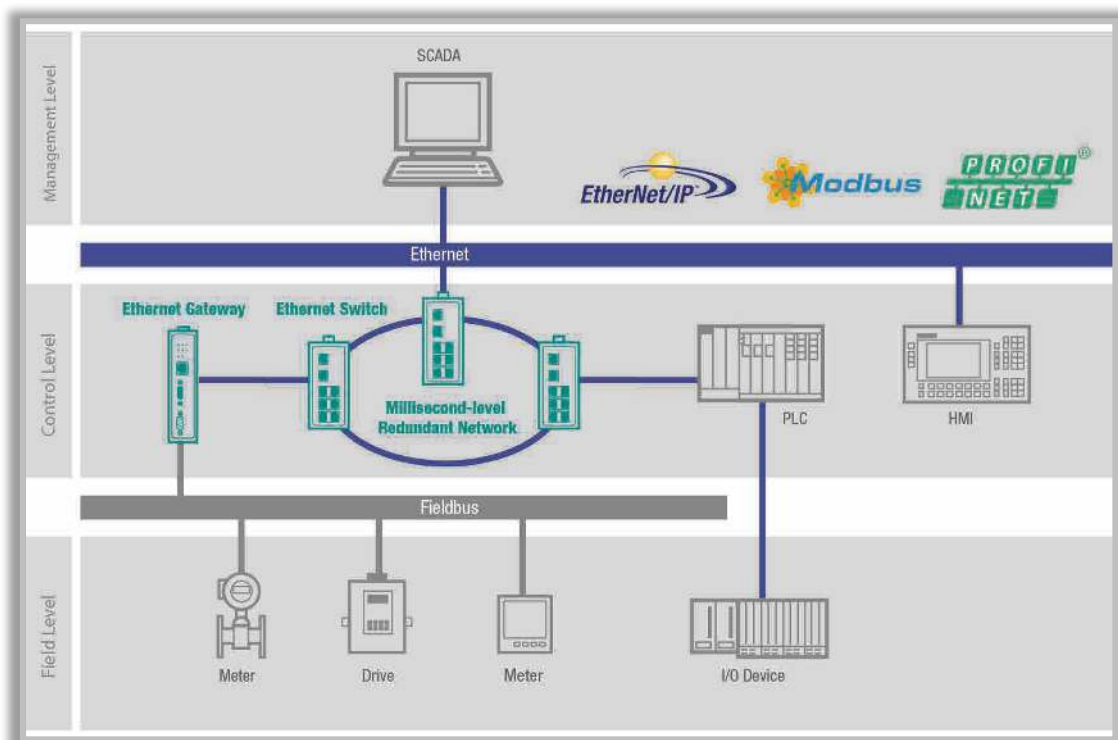 Management Level
SCADA
EtherNet/IP™
Modbus
PROFI®
NET
Ethernet
Control Level
Ethernet Gateway
Ethernet Switch
Millisecond-level
Redundant Network
PLC
HMI
Fieldbus
Field Level
Meter
Drive
Meter
I/O Device